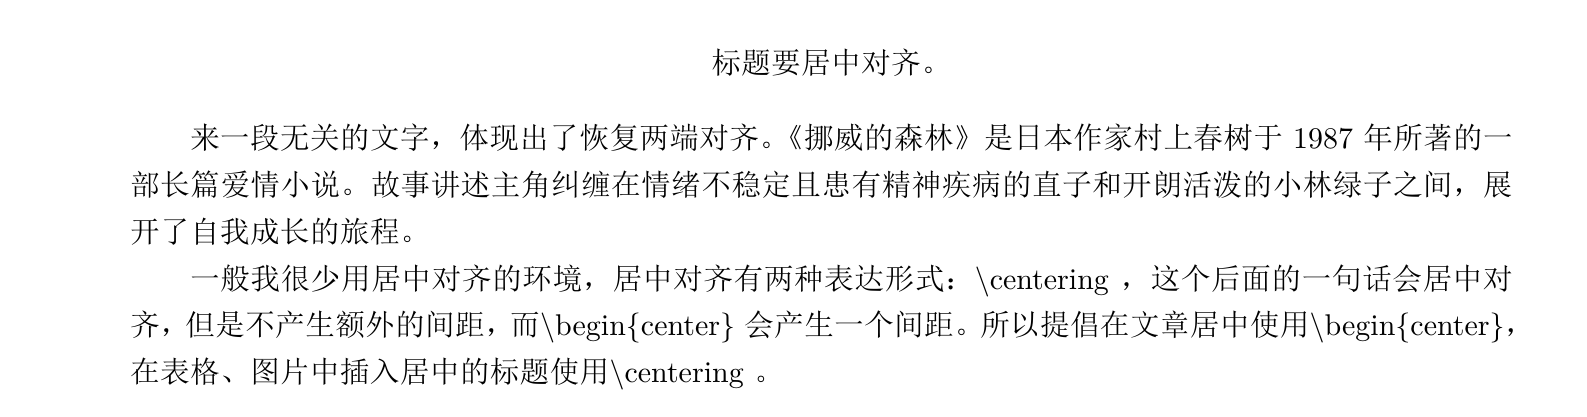 标题要居中对齐。
来一段无关的文字，体现出了恢复两端对齐。《挪威的森林》是日本作家村上春树于 1987 年所著的一
部长篇爱情小说。故事讲述主角纠缠在情绪不稳定且患有精神疾病的直子和开朗活泼的小林绿子之间，展
开了自我成长的旅程。
一般我很少用居中对齐的环境，居中对齐有两种表达形式：\centering ，这个后面的一句话会居中对
齐，但是不产生额外的间距，而\begin{center} 会产生一个间距。所以提倡在文章居中使用\begin{center}，
在表格、图片中插入居中的标题使用\centering 。